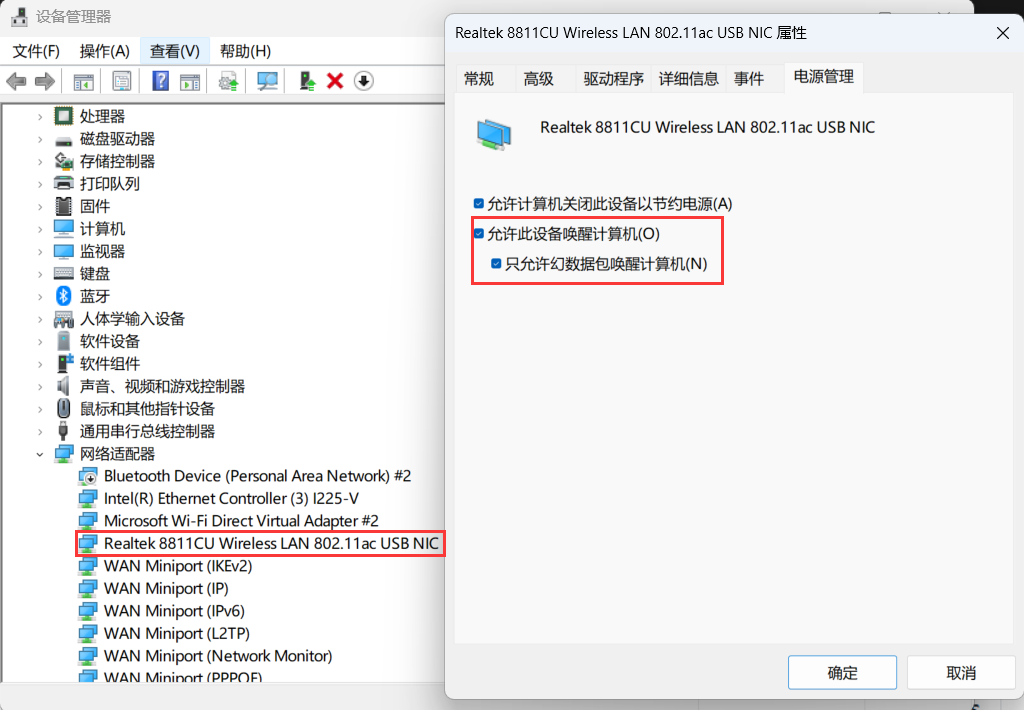 设备管理器
文件(F) 操作(A) 查看(V) 帮助(H)
处理器
磁盘驱动器
存储控制器
打印队列
固件
计算机
监视器
键盘
蓝牙
人体学输入设备
软件设备
软件组件
声音、视频和游戏控制器
鼠标和其他指针设备
通用串行总线控制器
网络适配器
Bluetooth Device (Personal Area Network) #2
Intel(R) Ethernet Controller (3) I225-V
Microsoft Wi-Fi Direct Virtual Adapter #2
Realtek 8811CU Wireless LAN 802.11ac USB NIC
WAN Miniport (IKEv2)
WAN Miniport (IP)
WAN Miniport (IPv6)
WAN Miniport (L2TP)
WAN Miniport (Network Monitor)
WAN Miniport (PPPOE)
Realtek 8811CU Wireless LAN 802.11ac USB NIC 属性
常规 高级 驱动程序 详细信息 事件 电源管理
Realtek 8811CU Wireless LAN 802.11ac USB NIC
允许计算机关闭此设备以节约电源(A)
允许此设备唤醒计算机(O)
只允许幻数据包唤醒计算机(N)
确定 取消